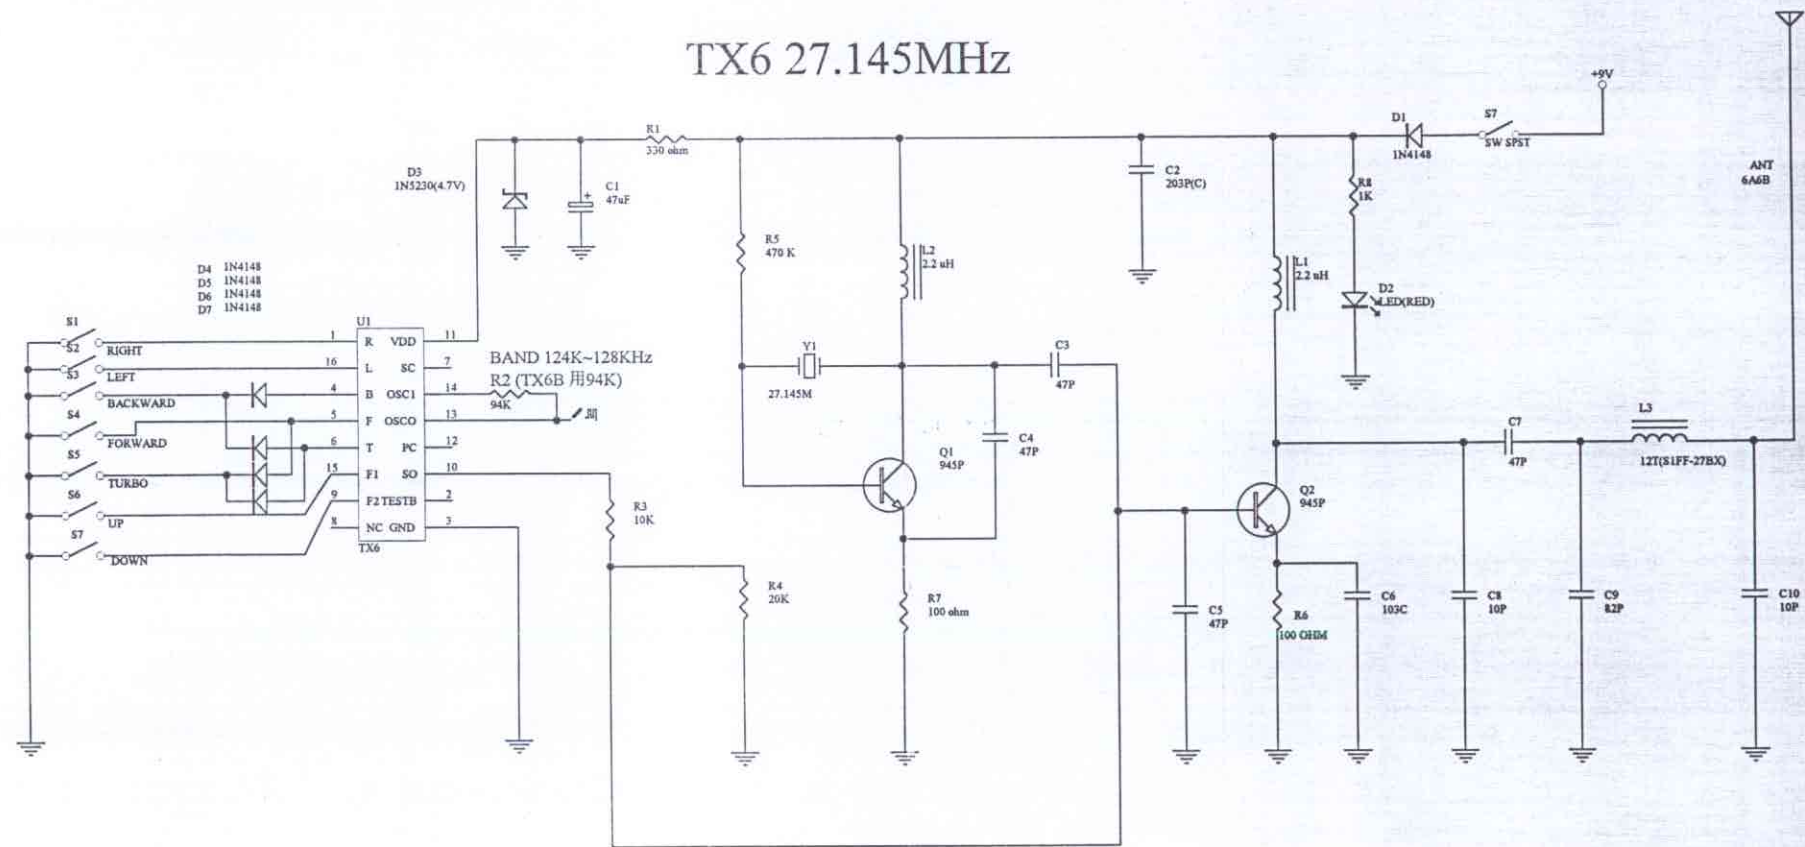 TX6 27.145MHz
+9V
D1
1N4148
S7
SW SPST
ANT
6A6B
R1
330 ohm
D3
1N5230(4.7V)
C1
+
47uF
C2
203P(C)
R8
1K
R5
470 K
L2
2.2 uH
L1
2.2 uH
D2
LED(RED)
D4 1N4148
D5 1N4148
D6 1N4148
D7 1N4148
S1
RIGHT
S2
LEFT
S3
BACKWARD
S4
FORWARD
S5
TURBO
S6
UP
S7
DOWN
U1
1 R VDD 11
16 L SC 7
4 B OSC1 14
5 F OSCO 13
6 T PC 12
15 F1 SO 10
9 F2 TESTB 2
8 NC GND 3
TX6
BAND 124K~128KHz
R2 (TX6B 用94K)
94K
Y1
27.145M
C3
47P
C4
47P
Q1
945P
R3
10K
R4
20K
R7
100 ohm
C5
47P
Q2
945P
R6
100 OHM
C6
103C
C8
10P
C7
47P
C9
82P
L3
12T(S1FF-27BX)
C10
10P